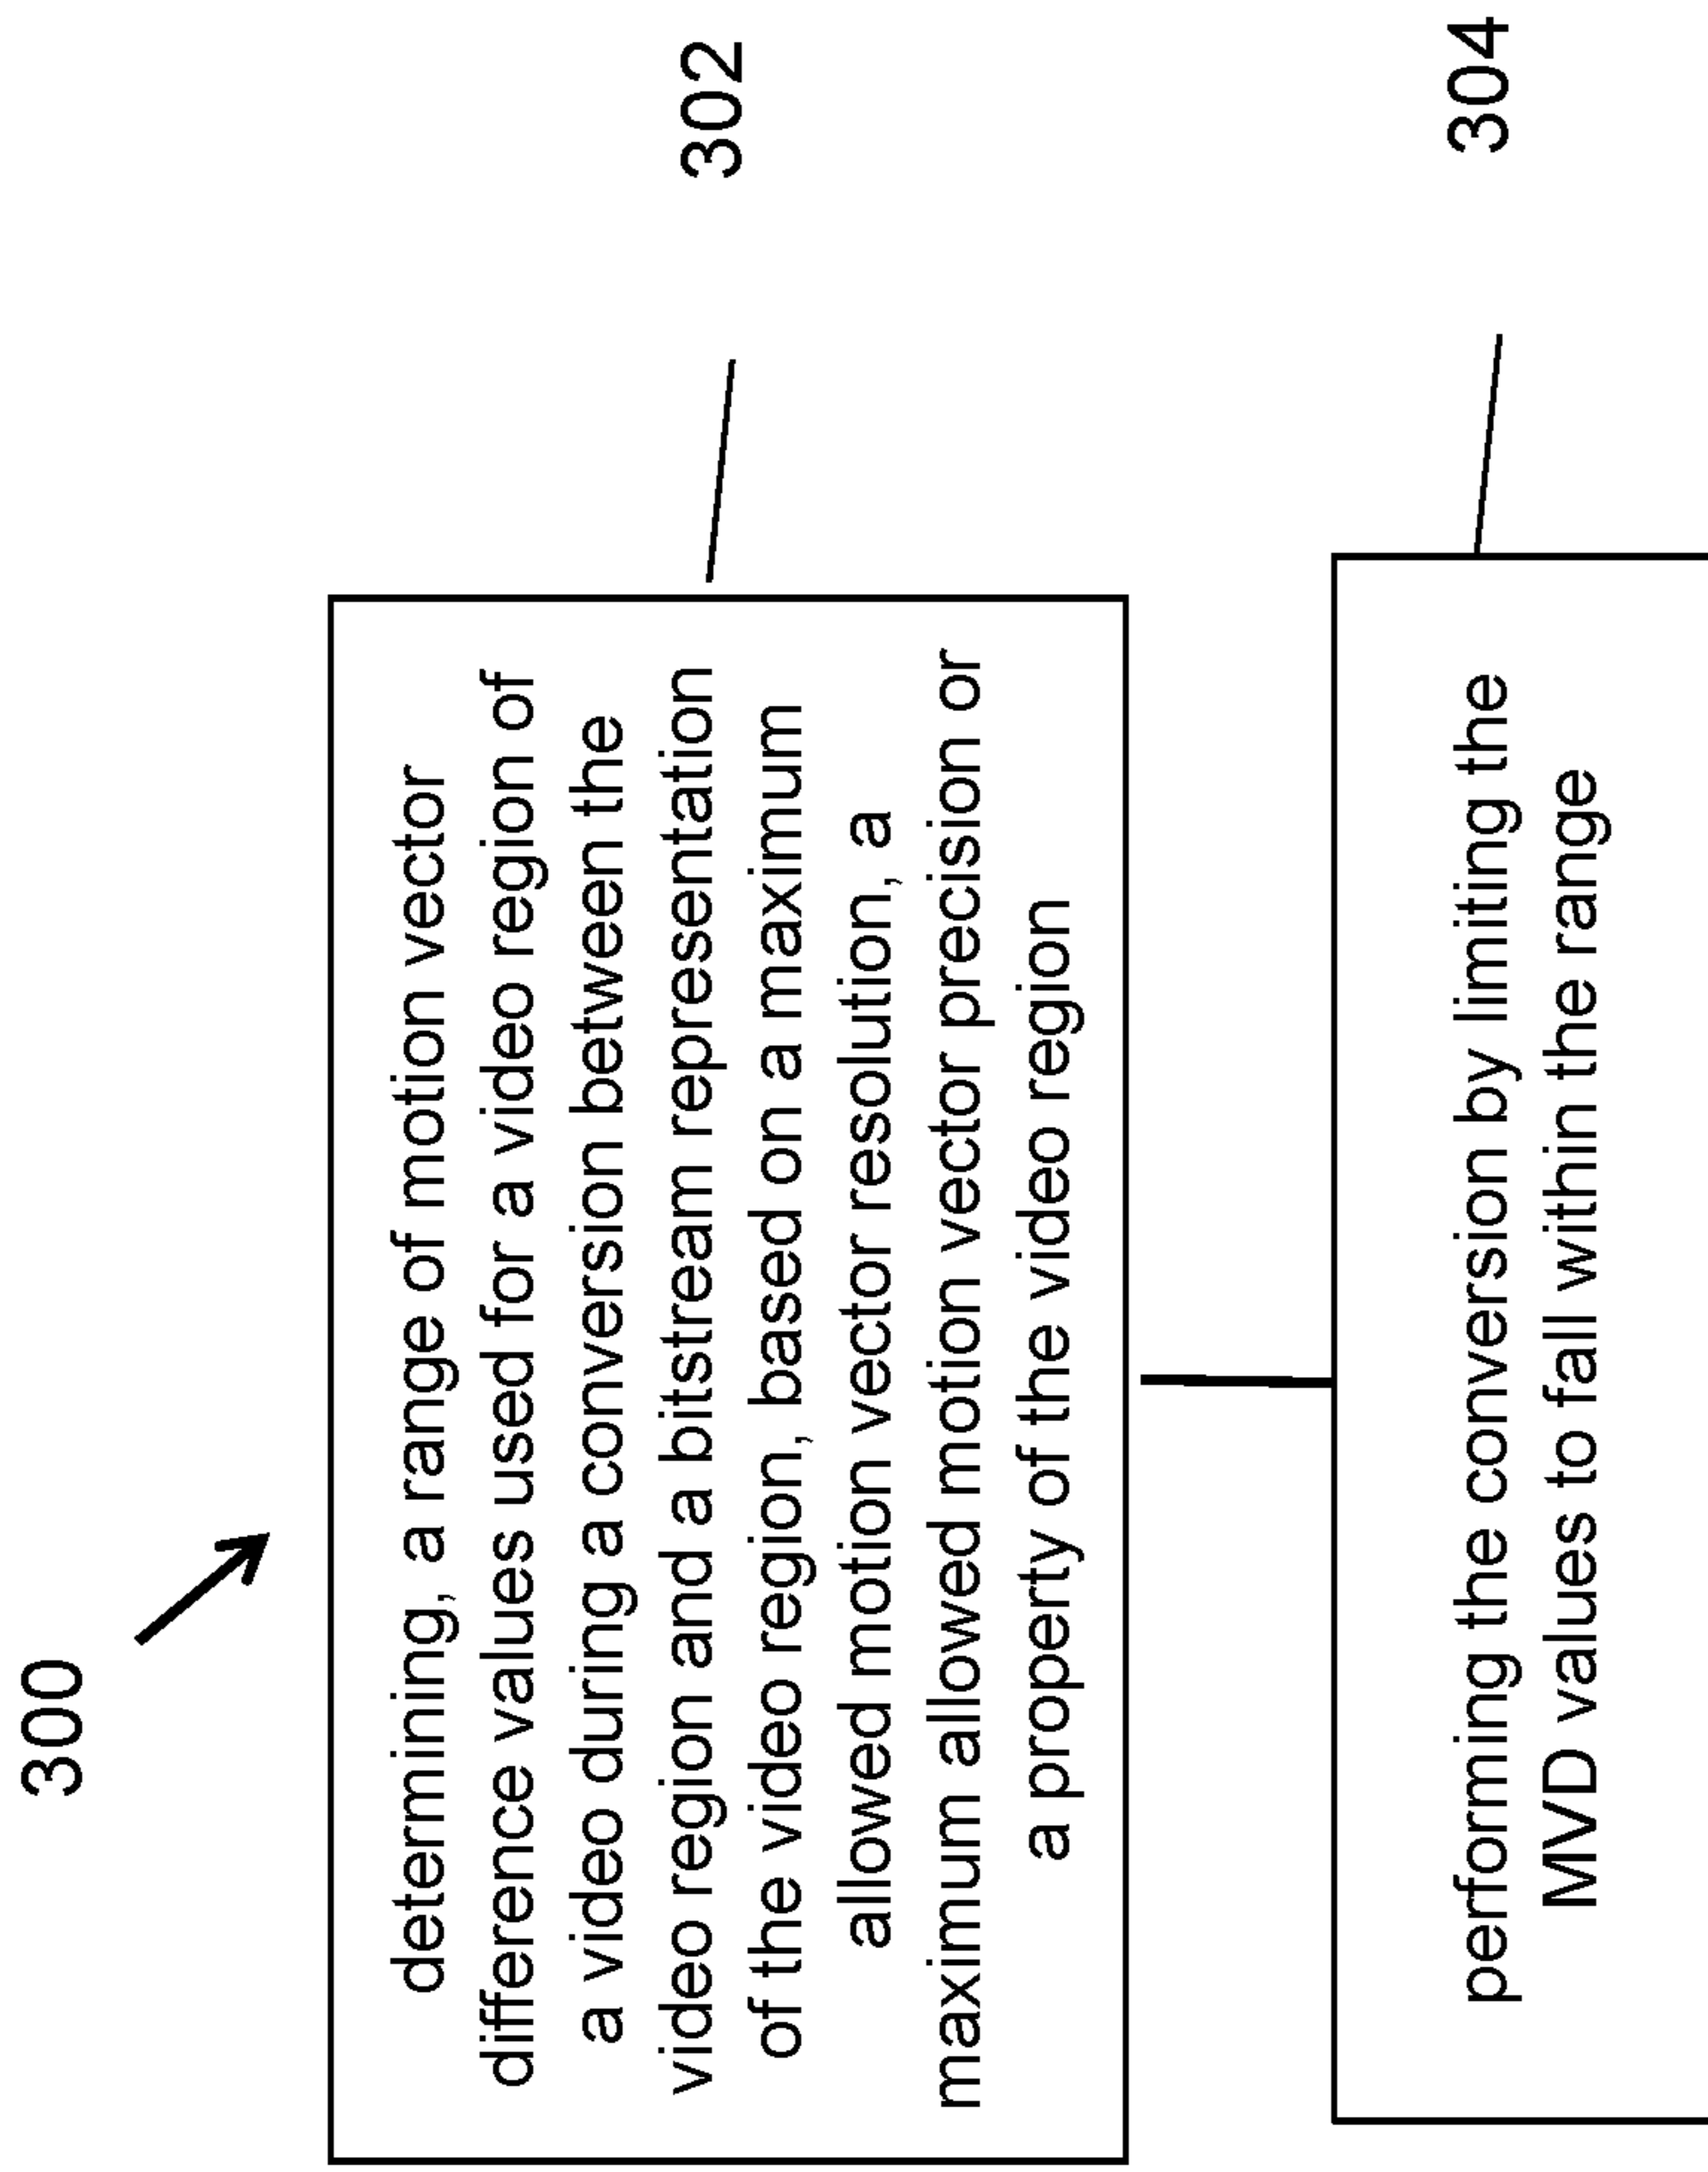 300
determining, a range of motion vector
difference values used for a video region of
a video during a conversion between the
video region and a bitstream representation
of the video region, based on a maximum
allowed motion vector resolution, a
maximum allowed motion vector precision or
a property of the video region
302
performing the conversion by limiting the
MVD values to fall within the range
304